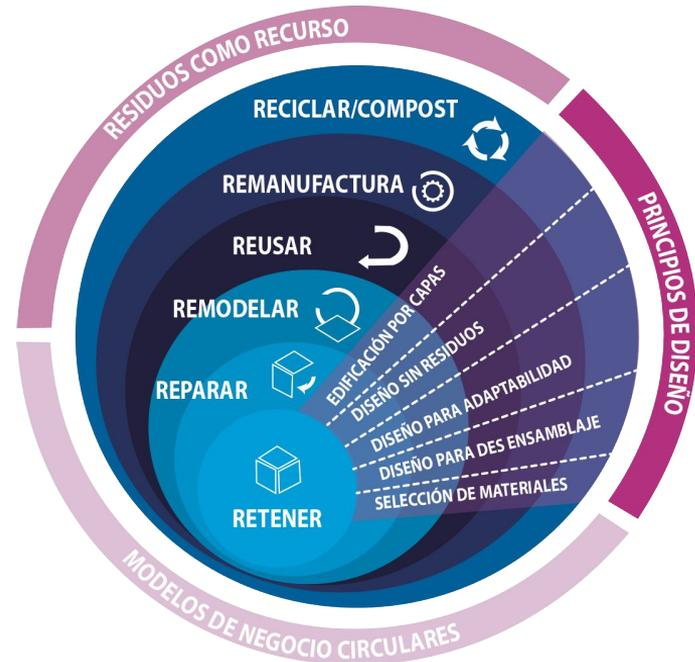 RESIDUOS COMO RECURSO
RECICLAR/COMPOST
REMANUFACTURA
REUSAR
REMODELAR
REPARAR
RETENER
EDIFICACIÓN POR CAPAS
DISEÑO SIN RESIDUOS
DISEÑO PARA ADAPTABILIDAD
DISEÑO PARA DES ENSAMBLAJE
SELECCIÓN DE MATERIALES
PRINCIPIOS DE DISEÑO
MODELOS DE NEGOCIO CIRCULARES